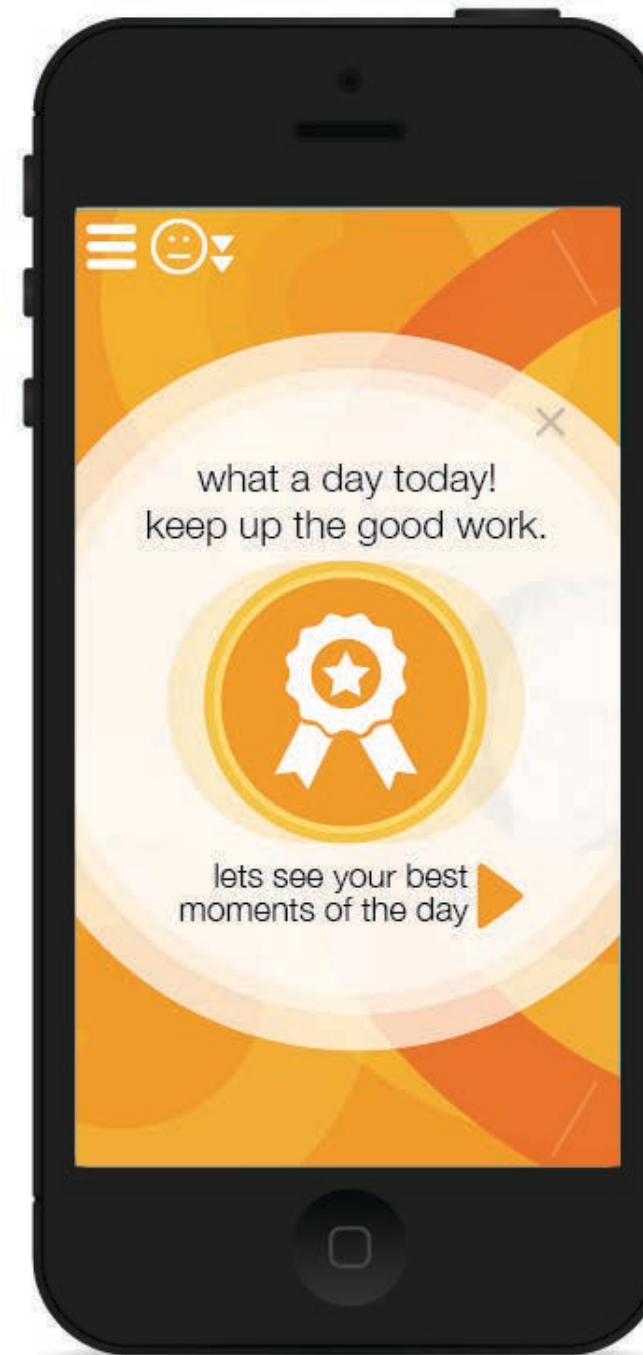 what a day today!
keep up the good work.
lets see your best
moments of the day